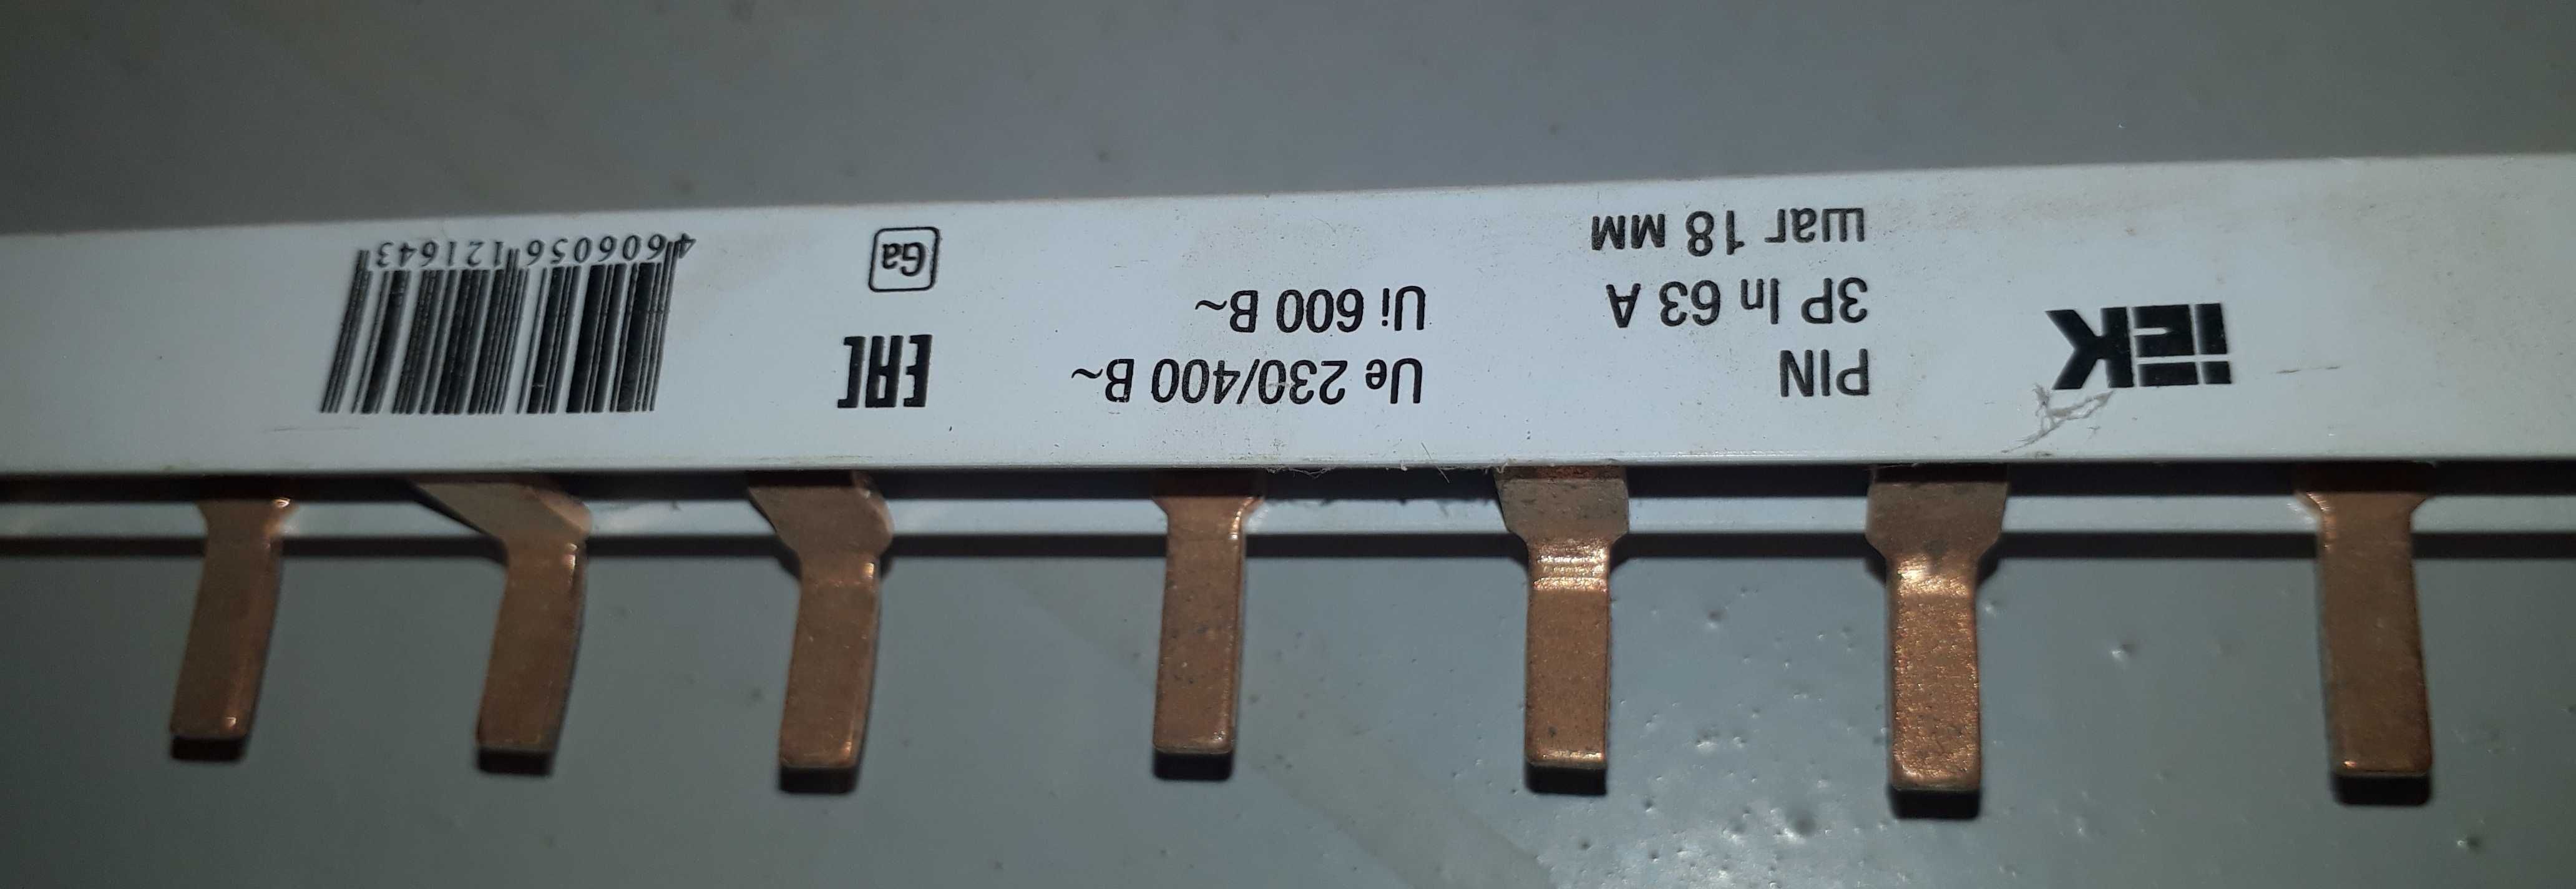 iEK
PIN
3P In 63 A
шаг 18 мм
Ue 230/400 В~
Ui 600 В~
EAC
Ga
4606056121643